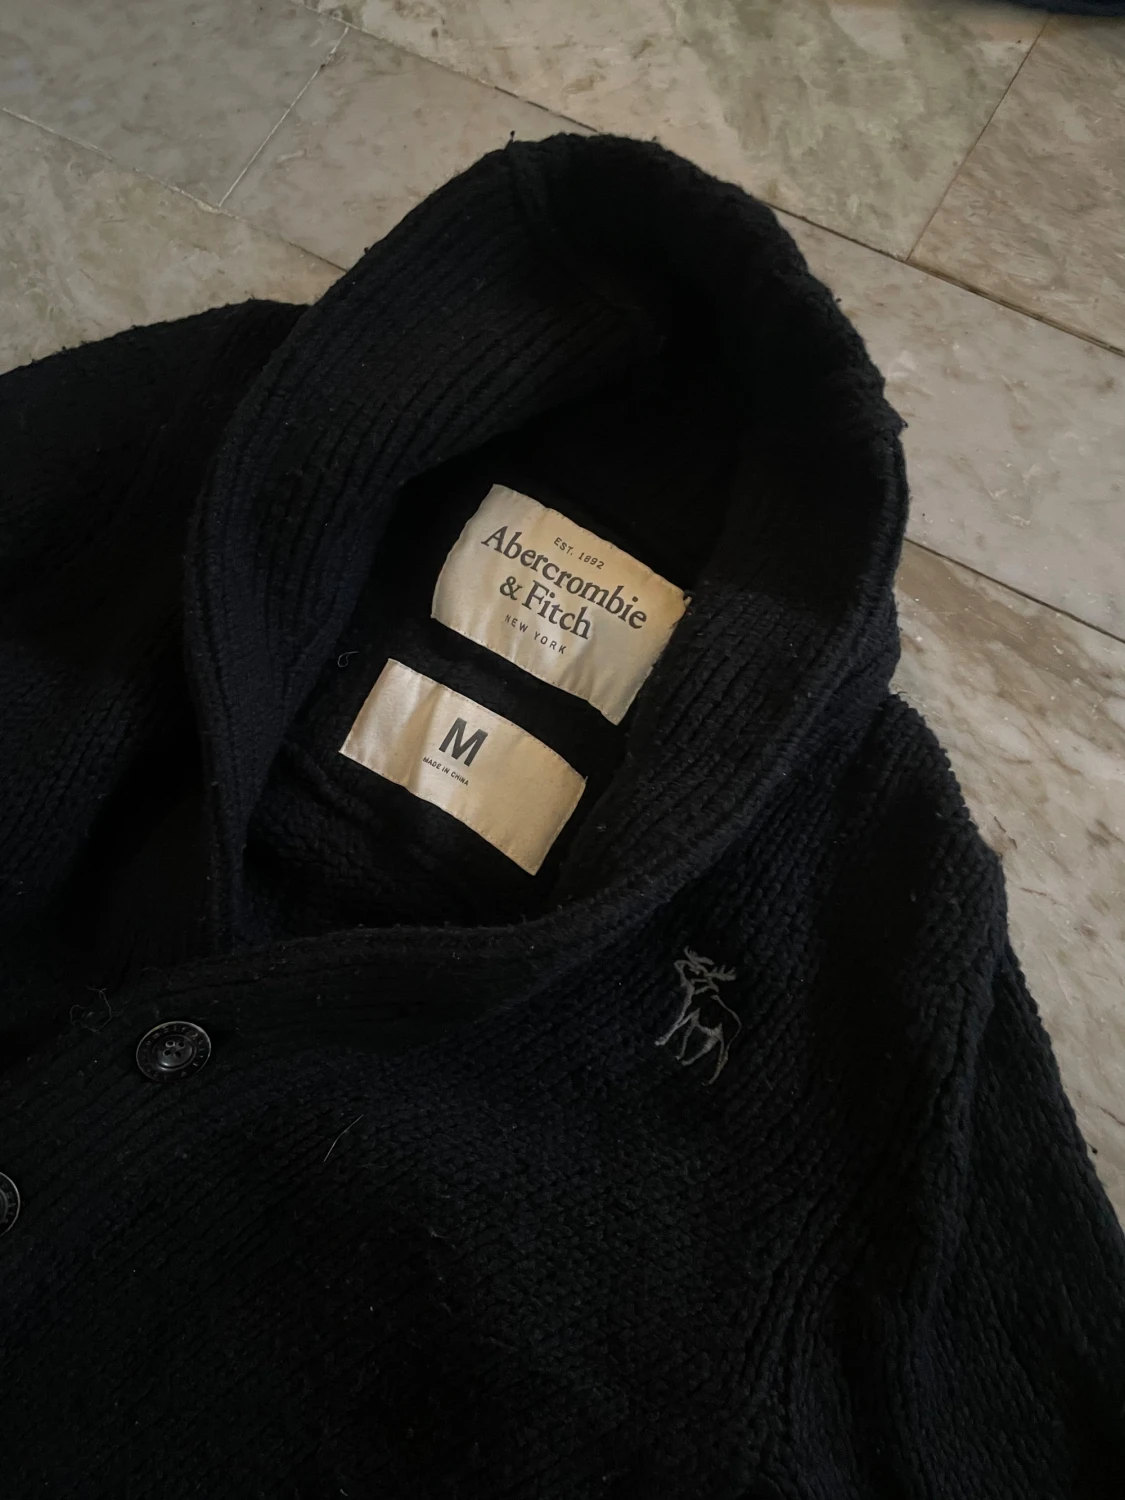 EST. 1892
Abercrombie
& Fitch
NEW YORK
M
MADE IN CHINA